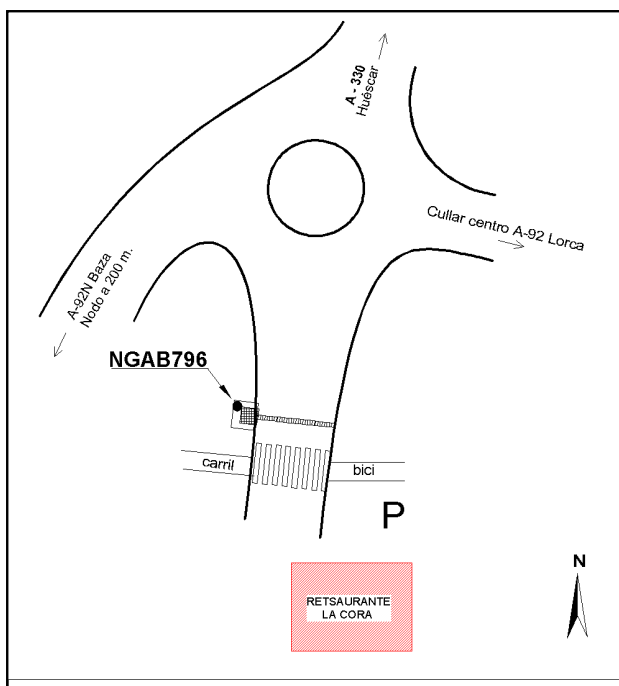 A - 330
Huéscar
Cullar centro A-92 Lorca
A-92N Baza
Nodo a 200 m.
NGAB796
carril
bici
P
N
RETSAURANTE
LA CORA